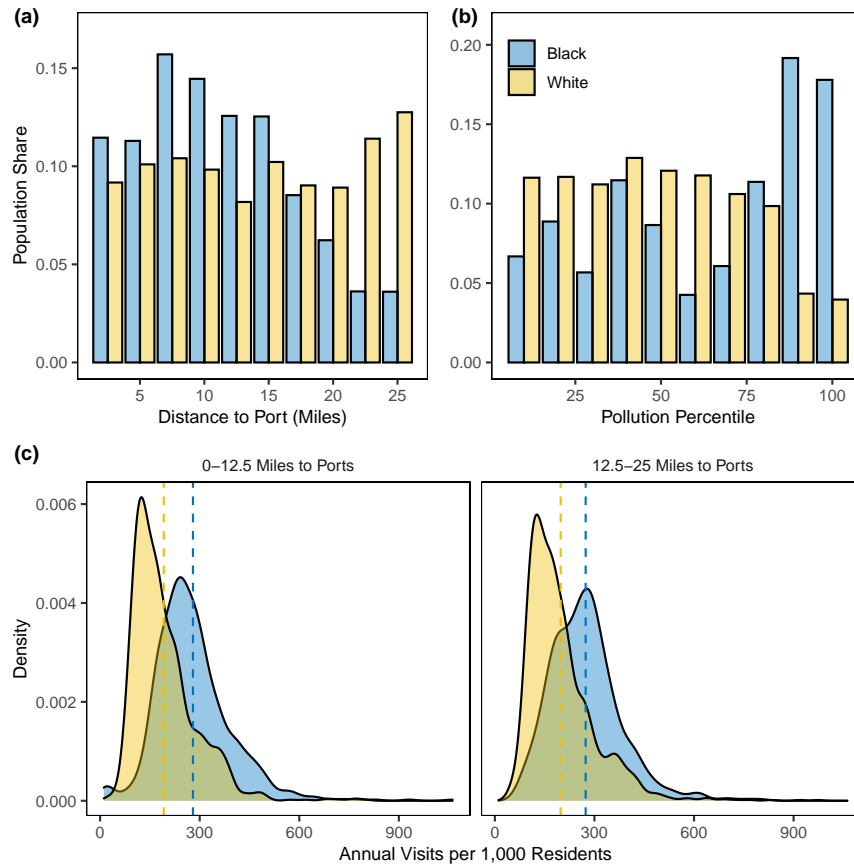 (a)
(b)
0.15
0.10
0.05
0.00
Population Share
5 10 15 20 25
Distance to Port (Miles)
0.20
0.15
0.10
0.05
0.00
Black
White
25 50 75 100
Pollution Percentile
(c)
0–12.5 Miles to Ports
12.5–25 Miles to Ports
0.006
0.004
0.002
0.000
Density
0 300 600 900
0 300 600 900
Annual Visits per 1,000 Residents